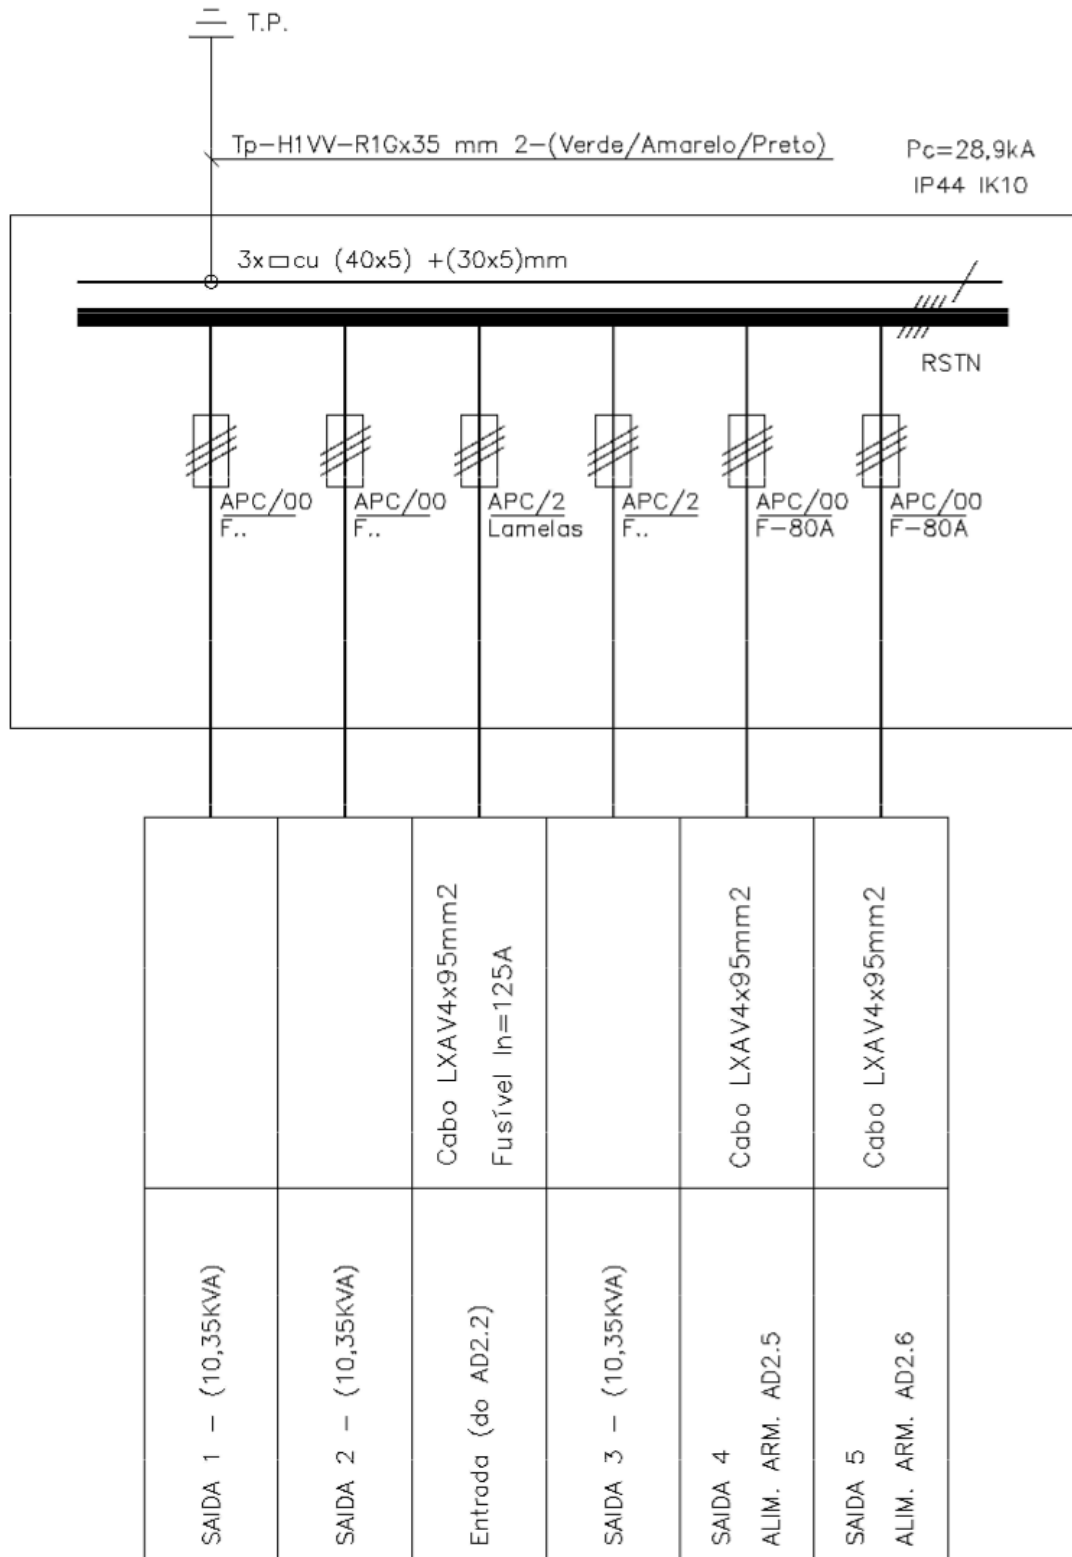 T.P.
Tp-H1VV-R1Gx35 mm 2-(Verde/Amarelo/Preto)
Pc=28,9kA
IP44 IK10
3x▭cu (40x5) +(30x5)mm
RSTN
APC/00
F..
APC/00
F..
APC/2
Lamelas
APC/2
F..
APC/00
F-80A
APC/00
F-80A
Cabo LXAV4x95mm2
Fusível In=125A
Cabo LXAV4x95mm2
Cabo LXAV4x95mm2
SAIDA 1 - (10,35KVA)
SAIDA 2 - (10,35KVA)
Entrada (do AD2.2)
SAIDA 3 - (10,35KVA)
SAIDA 4
ALIM. ARM. AD2.5
SAIDA 5
ALIM. ARM. AD2.6